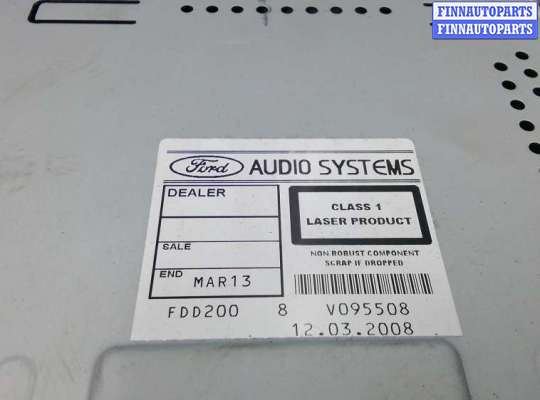 FINNAUTOPARTS
FINNAUTOPARTS
Ford AUDIO SYSTEMS
DEALER
SALE
END MAR13
CLASS 1
LASER PRODUCT
NON ROBUST COMPONENT
SCRAP IF DROPPED
FDD200 8 V095508
12.03.2008